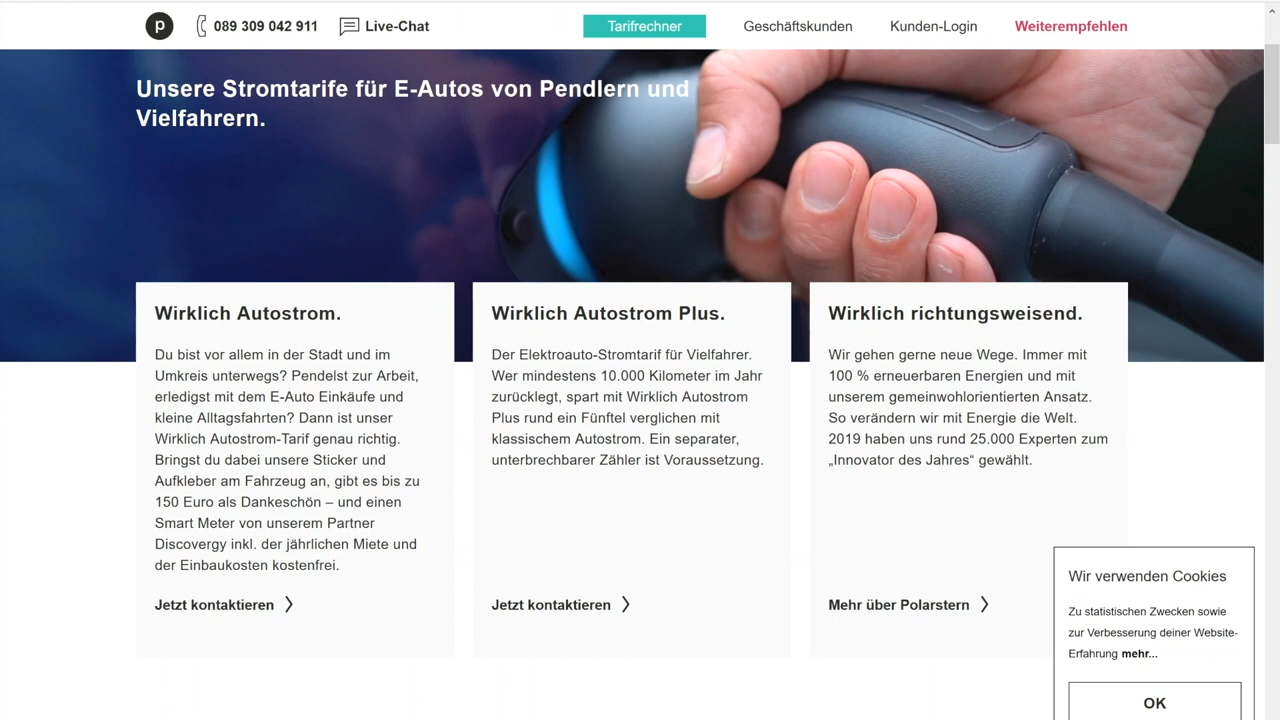 p
089 309 042 911
Live-Chat
Tarifrechner
Geschäftskunden
Kunden-Login
Weiterempfehlen
Unsere Stromtarife für E-Autos von Pendlern und
Vielfahrern.
Wirklich Autostrom.
Du bist vor allem in der Stadt und im
Umkreis unterwegs? Pendelst zur Arbeit,
erledigst mit dem E-Auto Einkäufe und
kleine Alltagsfahrten? Dann ist unser
Wirklich Autostrom-Tarif genau richtig.
Bringst du dabei unsere Sticker und
Aufkleber am Fahrzeug an, gibt es bis zu
150 Euro als Dankeschön – und einen
Smart Meter von unserem Partner
Discovergy inkl. der jährlichen Miete und
der Einbaukosten kostenfrei.
Jetzt kontaktieren
Wirklich Autostrom Plus.
Der Elektroauto-Stromtarif für Vielfahrer.
Wer mindestens 10.000 Kilometer im Jahr
zurücklegt, spart mit Wirklich Autostrom
Plus rund ein Fünftel verglichen mit
klassischem Autostrom. Ein separater,
unterbrechbarer Zähler ist Voraussetzung.
Jetzt kontaktieren
Wirklich richtungsweisend.
Wir gehen gerne neue Wege. Immer mit
100 % erneuerbaren Energien und mit
unserem gemeinwohlorientierten Ansatz.
So verändern wir mit Energie die Welt.
2019 haben uns rund 25.000 Experten zum
„Innovator des Jahres“ gewählt.
Mehr über Polarstern
Wir verwenden Cookies
Zu statistischen Zwecken sowie
zur Verbesserung deiner Website-
Erfahrung mehr...
OK